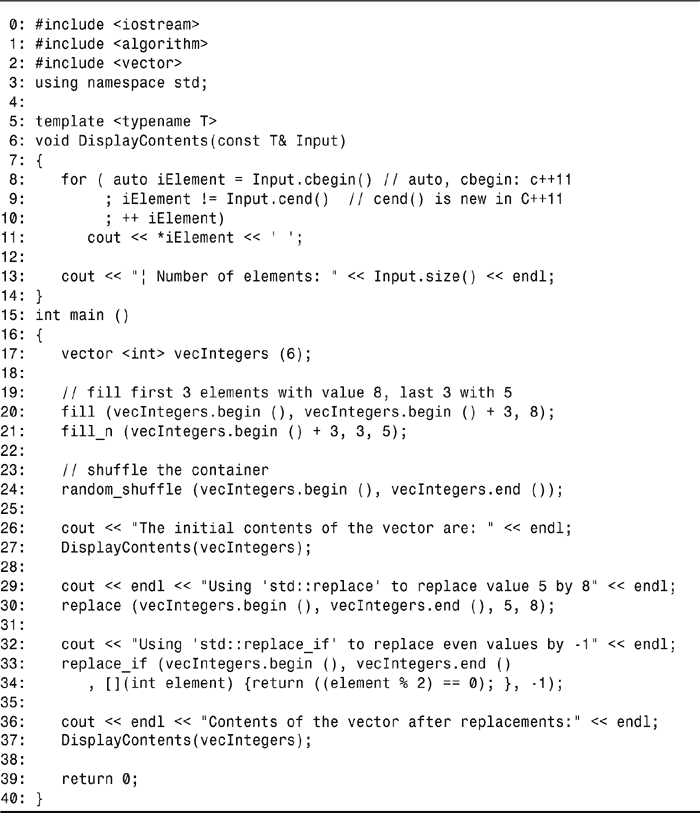 0: #include <iostream>
1: #include <algorithm>
2: #include <vector>
3: using namespace std;
4:
5: template <typename T>
6: void DisplayContents(const T& Input)
7: {
8:    for ( auto iElement = Input.cbegin() // auto, cbegin: c++11
9:         ; iElement != Input.cend()  // cend() is new in C++11
10:         ; ++ iElement)
11:       cout << *iElement << ' ';
12:
13:    cout << "¦ Number of elements: " << Input.size() << endl;
14: }
15: int main ()
16: {
17:    vector <int> vecIntegers (6);
18:
19:    // fill first 3 elements with value 8, last 3 with 5
20:    fill (vecIntegers.begin (), vecIntegers.begin () + 3, 8);
21:    fill_n (vecIntegers.begin () + 3, 3, 5);
22:
23:    // shuffle the container
24:    random_shuffle (vecIntegers.begin (), vecIntegers.end ());
25:
26:    cout << "The initial contents of the vector are: " << endl;
27:    DisplayContents(vecIntegers);
28:
29:    cout << endl << "Using 'std::replace' to replace value 5 by 8" << endl;
30:    replace (vecIntegers.begin (), vecIntegers.end (), 5, 8);
31:
32:    cout << "Using 'std::replace_if' to replace even values by -1" << endl;
33:    replace_if (vecIntegers.begin (), vecIntegers.end ()
34:       , [](int element) {return ((element % 2) == 0); }, -1);
35:
36:    cout << endl << "Contents of the vector after replacements:" << endl;
37:    DisplayContents(vecIntegers);
38:
39:    return 0;
40: }